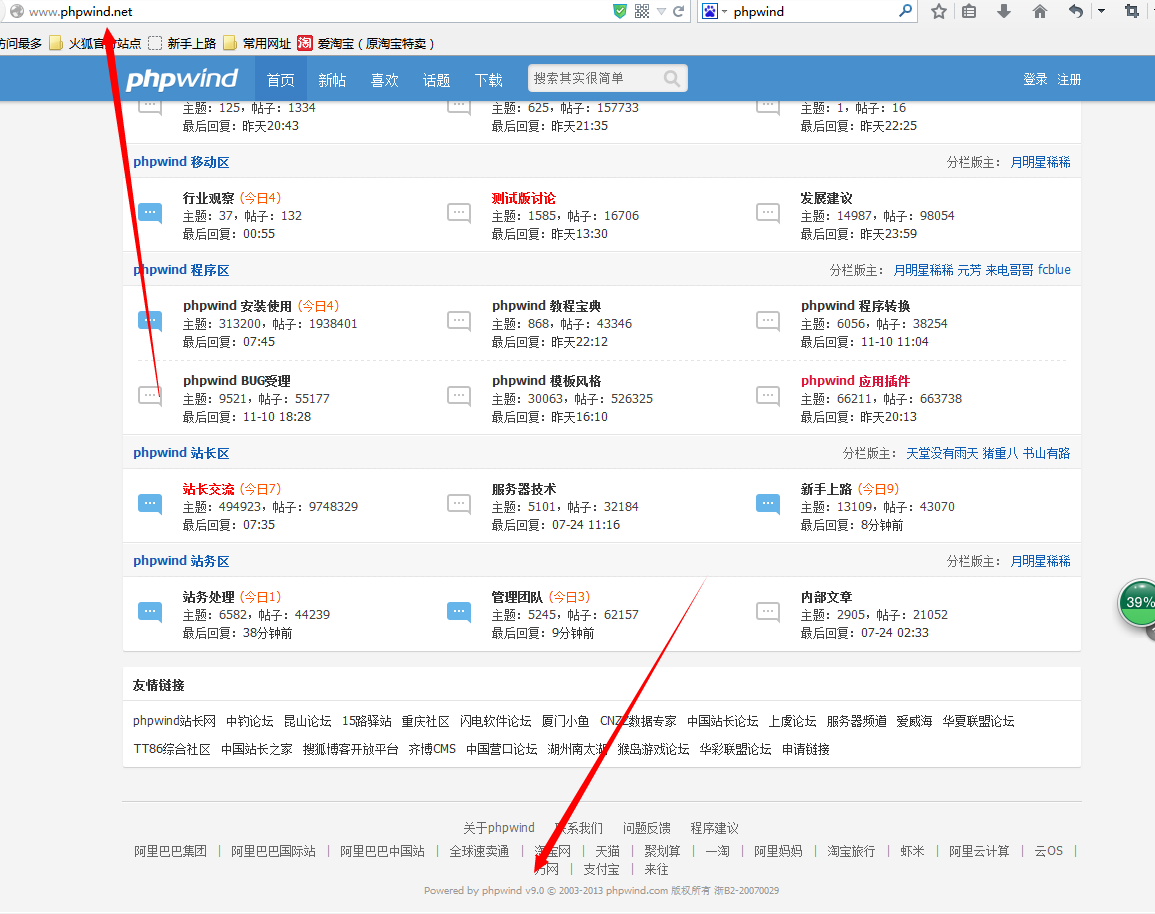 www.phpwind.net
phpwind
访问最多 火狐官方站点 新手上路 常用网址 淘 爱淘宝（原淘宝特卖）
phpwind 首页 新帖 喜欢 话题 下载 搜索其实很简单 登录 注册
主题：125，帖子：1334 主题：625，帖子：157733 主题：1，帖子：16
最后回复：昨天20:43 最后回复：昨天21:35 最后回复：昨天22:25
phpwind 移动区 分栏版主： 月明星稀稀
行业观察 (今日4) 测试版讨论 发展建议
主题：37，帖子：132 主题：1585，帖子：16706 主题：14987，帖子：98054
最后回复：00:55 最后回复：昨天13:30 最后回复：昨天23:59
phpwind 程序区 分栏版主： 月明星稀稀 元芳 来电哥哥 fcblue
phpwind 安装使用 (今日4) phpwind 教程宝典 phpwind 程序转换
主题：313200，帖子：1938401 主题：868，帖子：43346 主题：6056，帖子：38254
最后回复：07:45 最后回复：昨天22:12 最后回复：11-10 11:04
phpwind BUG受理 phpwind 模板风格 phpwind 应用插件
主题：9521，帖子：55177 主题：30063，帖子：526325 主题：66211，帖子：663738
最后回复：11-10 18:28 最后回复：昨天16:10 最后回复：昨天20:13
phpwind 站长区 分栏版主： 天堂没有雨天 猪重八 书山有路
站长交流 (今日7) 服务器技术 新手上路 (今日9)
主题：494923，帖子：9748329 主题：5101，帖子：32184 主题：13109，帖子：43070
最后回复：07:35 最后回复：07-24 11:16 最后回复：8分钟前
phpwind 站务区 分栏版主： 月明星稀稀
站务处理 (今日1) 管理团队 (今日3) 内部文章
主题：6582，帖子：44239 主题：5245，帖子：62157 主题：2905，帖子：21052
最后回复：38分钟前 最后回复：9分钟前 最后回复：07-24 02:33
39%
友情链接
phpwind站长网 中钓论坛 昆山论坛 15路驿站 重庆社区 闪电软件论坛 厦门小鱼 CNZZ数据专家 中国站长论坛 上虞论坛 服务器频道 爱威海 华夏联盟论坛
TT86综合社区 中国站长之家 搜狐博客开放平台 齐博CMS 中国营口论坛 湖州南太湖 猴岛游戏论坛 华彩联盟论坛 申请链接
关于phpwind 联系我们 问题反馈 程序建议
阿里巴巴集团 | 阿里巴巴国际站 | 阿里巴巴中国站 | 全球速卖通 | 淘宝网 | 天猫 | 聚划算 | 一淘 | 阿里妈妈 | 淘宝旅行 | 虾米 | 阿里云计算 | 云OS |
万网 | 支付宝 | 来往
Powered by phpwind v9.0 © 2003-2013 phpwind.com 版权所有 浙B2-20070029